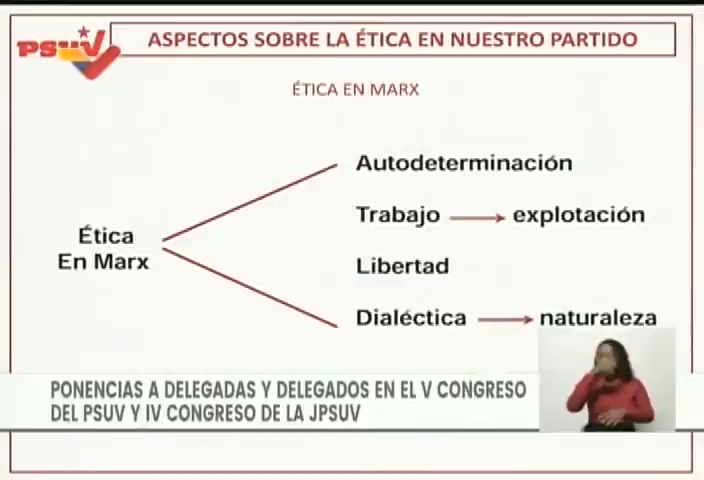 PSUV
ASPECTOS SOBRE LA ÉTICA EN NUESTRO PARTIDO
ÉTICA EN MARX
Autodeterminación
Trabajo explotación
Ética
En Marx
Libertad
Dialéctica naturaleza
PONENCIAS A DELEGADAS Y DELEGADOS EN EL V CONGRESO
DEL PSUV Y IV CONGRESO DE LA JPSUV